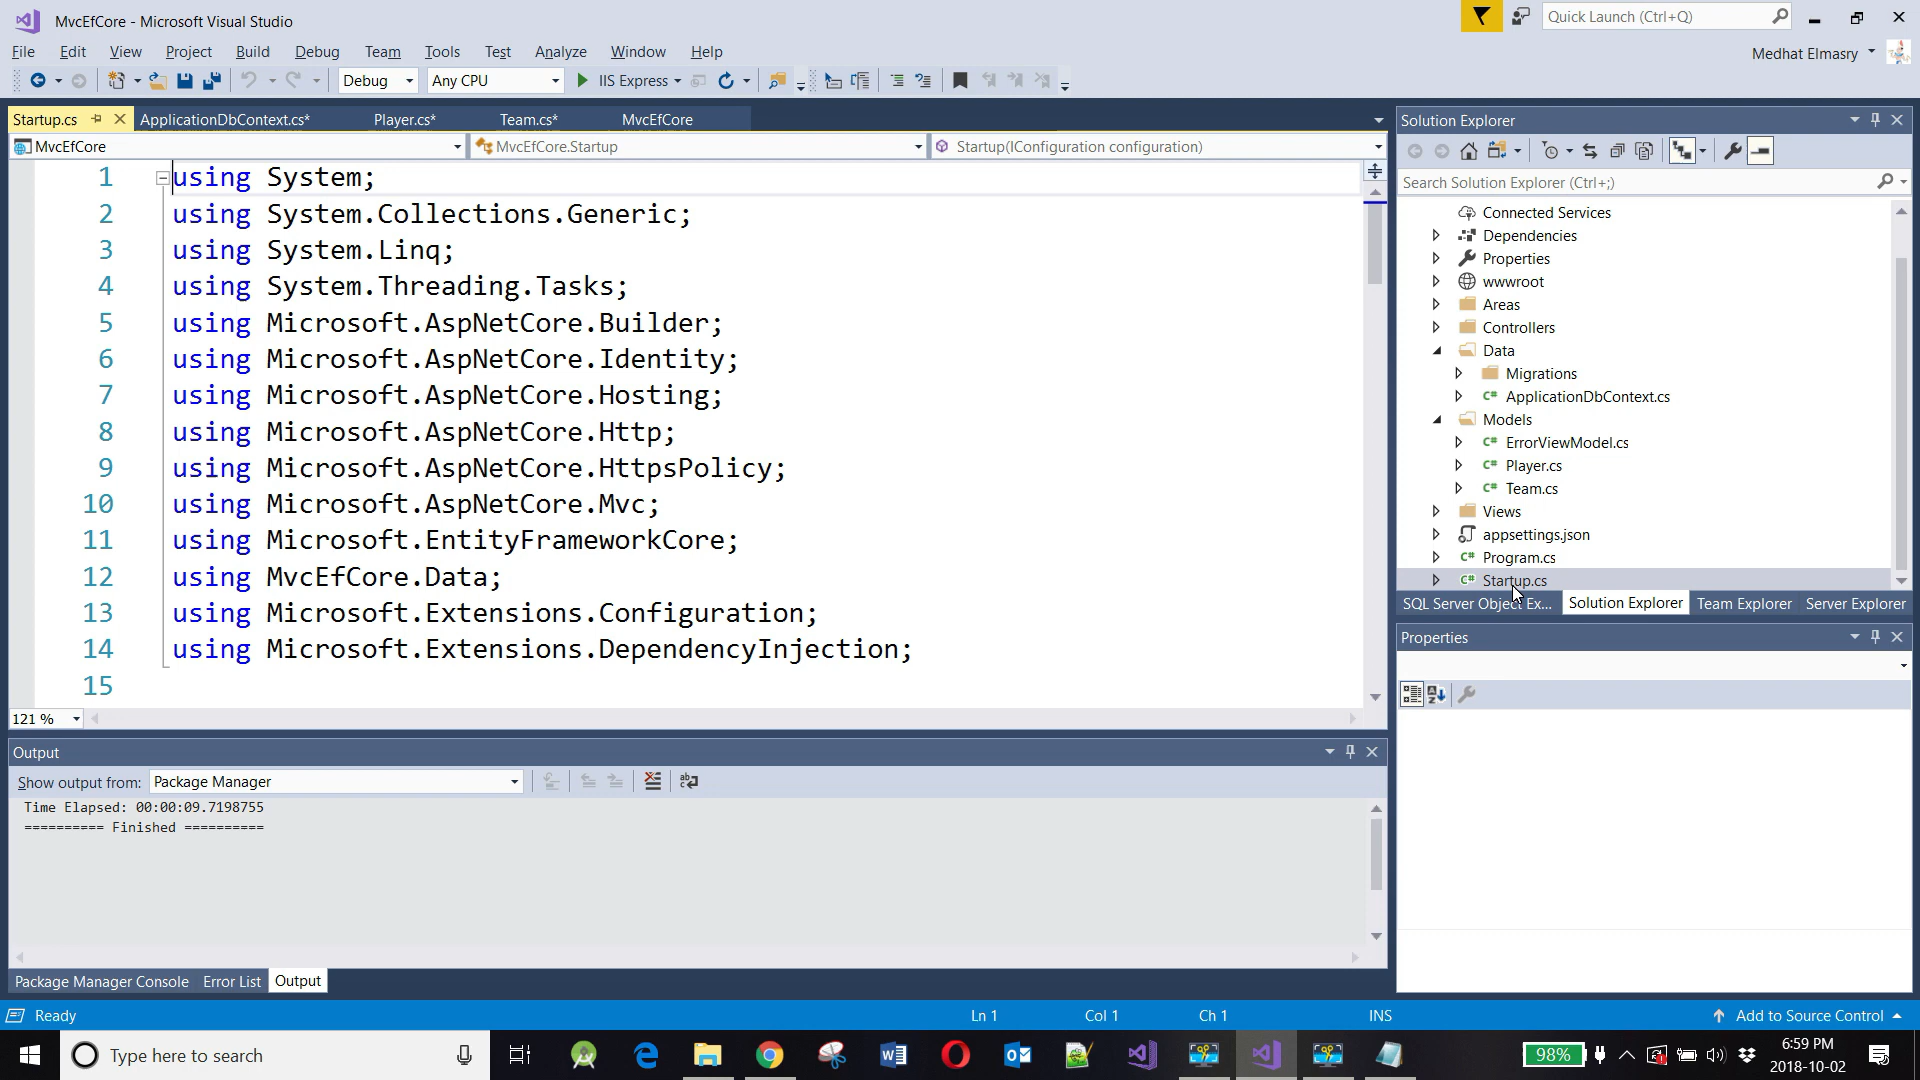 MvcEfCore - Microsoft Visual Studio
Quick Launch (Ctrl+Q)
File Edit View Project Build Debug Team Tools Test Analyze Window Help
Medhat Elmasry
Debug Any CPU IIS Express
Startup.cs ApplicationDbContext.cs* Player.cs* Team.cs* MvcEfCore
MvcEfCore MvcEfCore.Startup Startup(IConfiguration configuration)
1 using System;
2 using System.Collections.Generic;
3 using System.Linq;
4 using System.Threading.Tasks;
5 using Microsoft.AspNetCore.Builder;
6 using Microsoft.AspNetCore.Identity;
7 using Microsoft.AspNetCore.Hosting;
8 using Microsoft.AspNetCore.Http;
9 using Microsoft.AspNetCore.HttpsPolicy;
10 using Microsoft.AspNetCore.Mvc;
11 using Microsoft.EntityFrameworkCore;
12 using MvcEfCore.Data;
13 using Microsoft.Extensions.Configuration;
14 using Microsoft.Extensions.DependencyInjection;
15
121 %
Output
Show output from: Package Manager
Time Elapsed: 00:00:09.7198755
========== Finished ==========
Package Manager Console Error List Output
Solution Explorer
Search Solution Explorer (Ctrl+;)
Connected Services
Dependencies
Properties
wwwroot
Areas
Controllers
Data
Migrations
C# ApplicationDbContext.cs
Models
C# ErrorViewModel.cs
C# Player.cs
C# Team.cs
Views
appsettings.json
C# Program.cs
C# Startup.cs
SQL Server Object Ex... Solution Explorer Team Explorer Server Explorer
Properties
Ready Ln 1 Col 1 Ch 1 INS Add to Source Control
Type here to search
98%
6:59 PM
2018-10-02